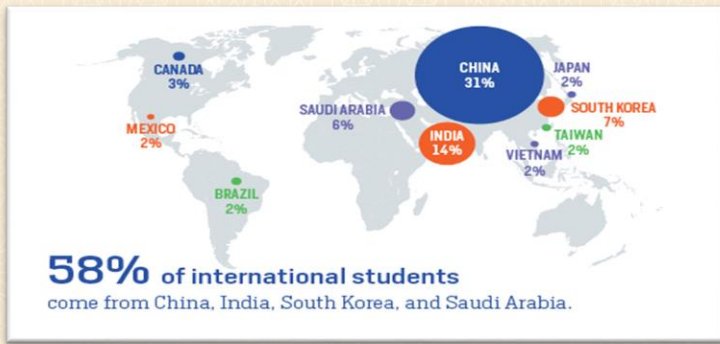 CHINA
31%
CANADA
3%
JAPAN
2%
SAUDI ARABIA
6%
SOUTH KOREA
7%
MEXICO
2%
INDIA
14%
TAIWAN
2%
VIETNAM
2%
BRAZIL
2%
58% of international students
come from China, India, South Korea, and Saudi Arabia.